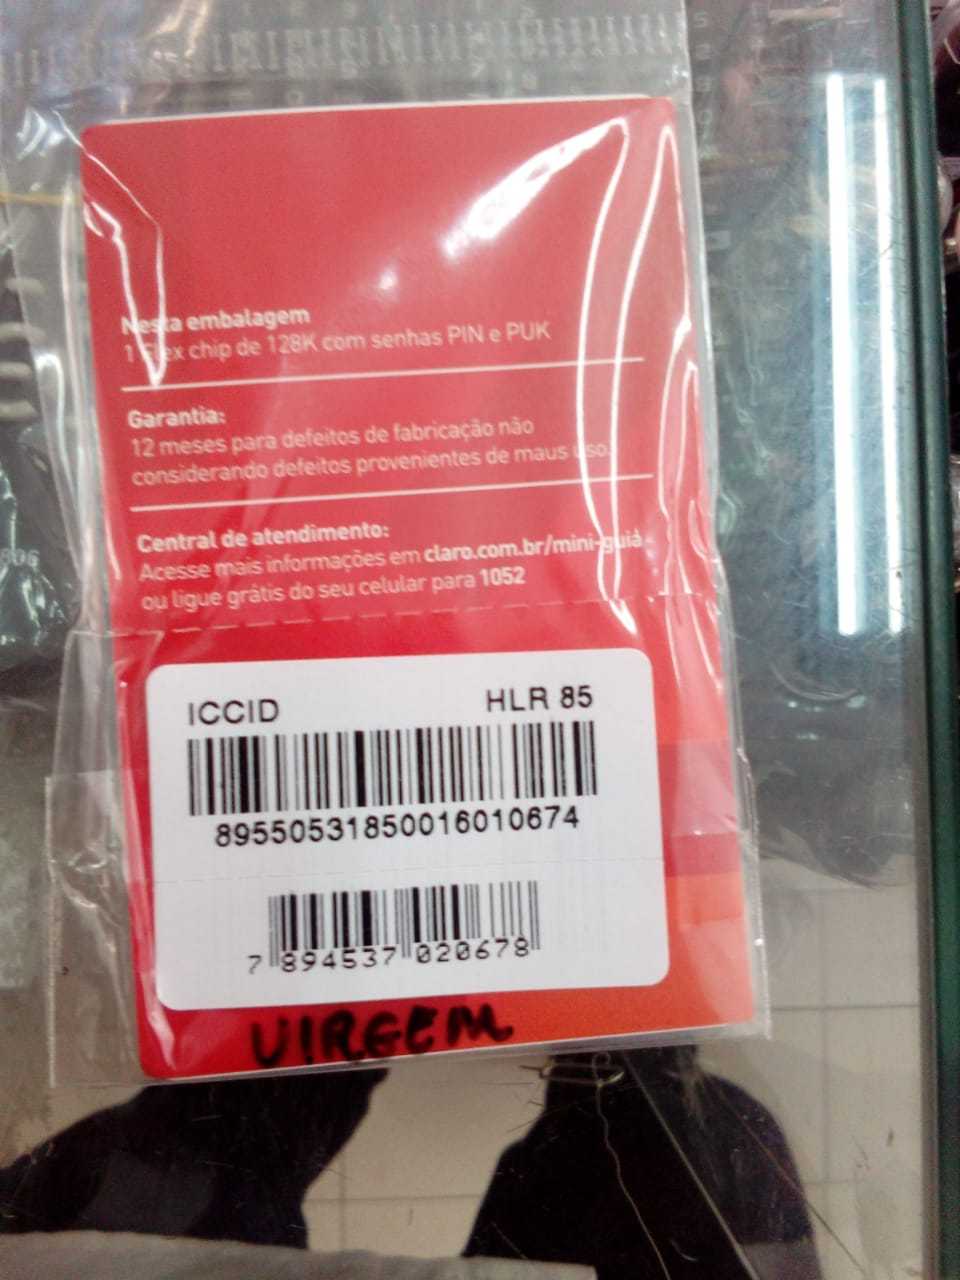 Nesta embalagem
1 Flex chip de 128K com senhas PIN e PUK
Garantia:
12 meses para defeitos de fabricação não
considerando defeitos provenientes de maus uso.
Central de atendimento:
Acesse mais informações em claro.com.br/mini-guia
ou ligue grátis do seu celular para 1052
ICCID HLR 85
89550531850016010674
7 894537 020678
VIRGEM